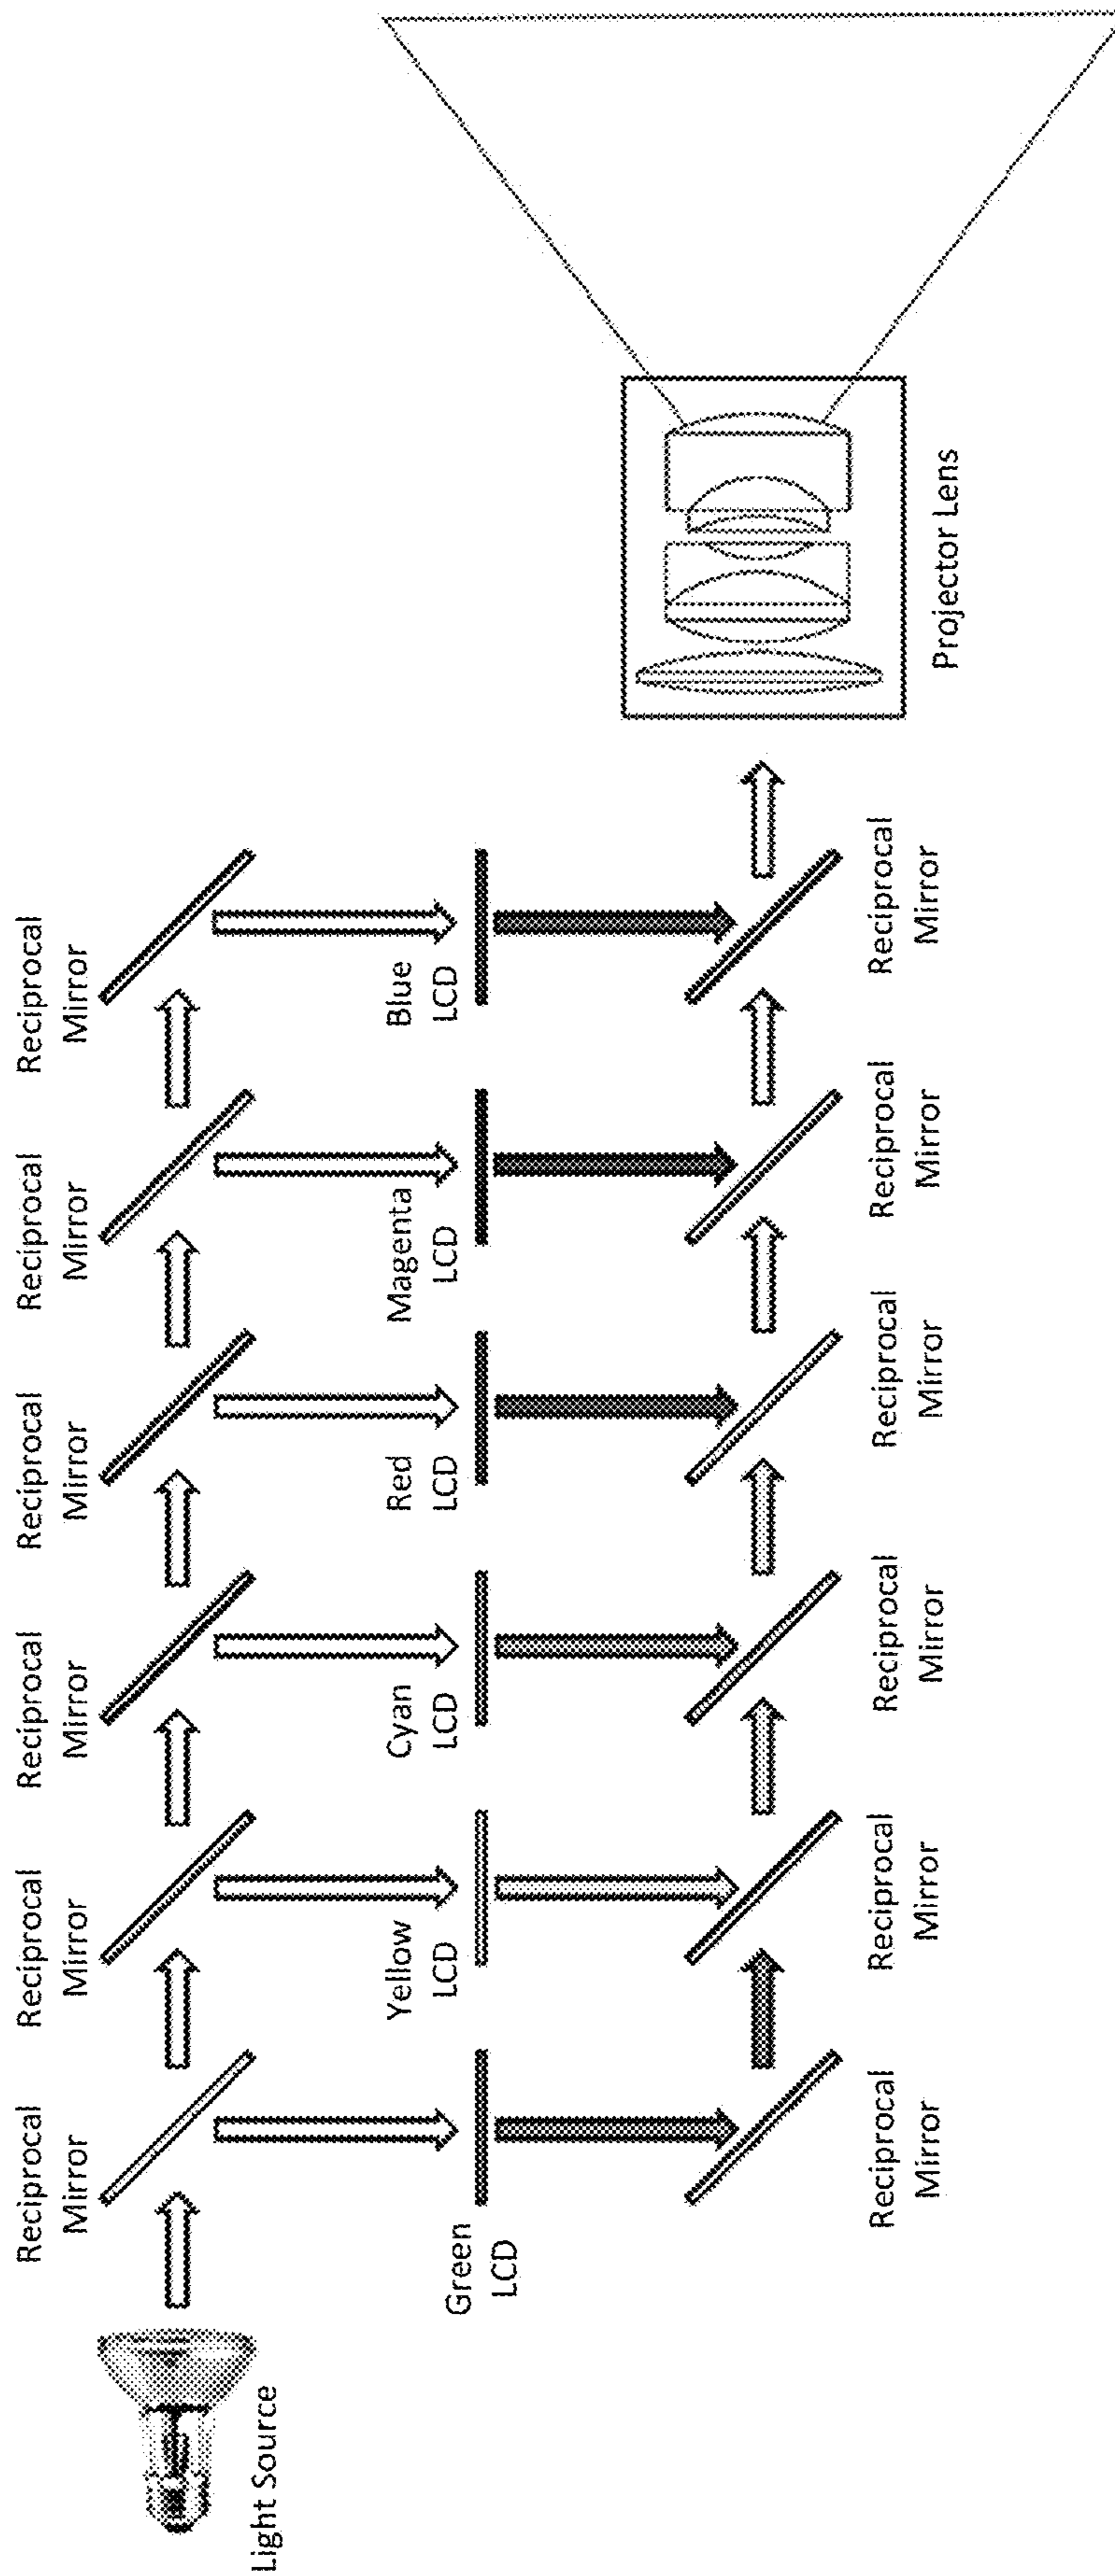 Reciprocal
Mirror
Reciprocal
Mirror
Reciprocal
Mirror
Reciprocal
Mirror
Reciprocal
Mirror
Reciprocal
Mirror
Light Source
Green
LCD
Yellow
LCD
Cyan
LCD
Red
LCD
Magenta
LCD
Blue
LCD
Reciprocal
Mirror
Reciprocal
Mirror
Reciprocal
Mirror
Reciprocal
Mirror
Reciprocal
Mirror
Reciprocal
Mirror
Projector Lens